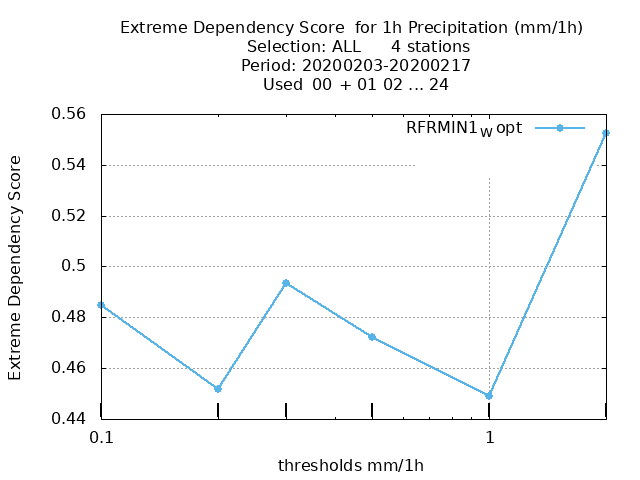 Extreme Dependency Score  for 1h Precipitation (mm/1h)
Selection: ALL      4 stations
Period: 20200203-20200217
Used  00 + 01 02 ... 24
RFRMIN1_W opt
0.56
0.54
0.52
0.5
0.48
0.46
0.44
Extreme Dependency Score
0.1
1
thresholds mm/1h